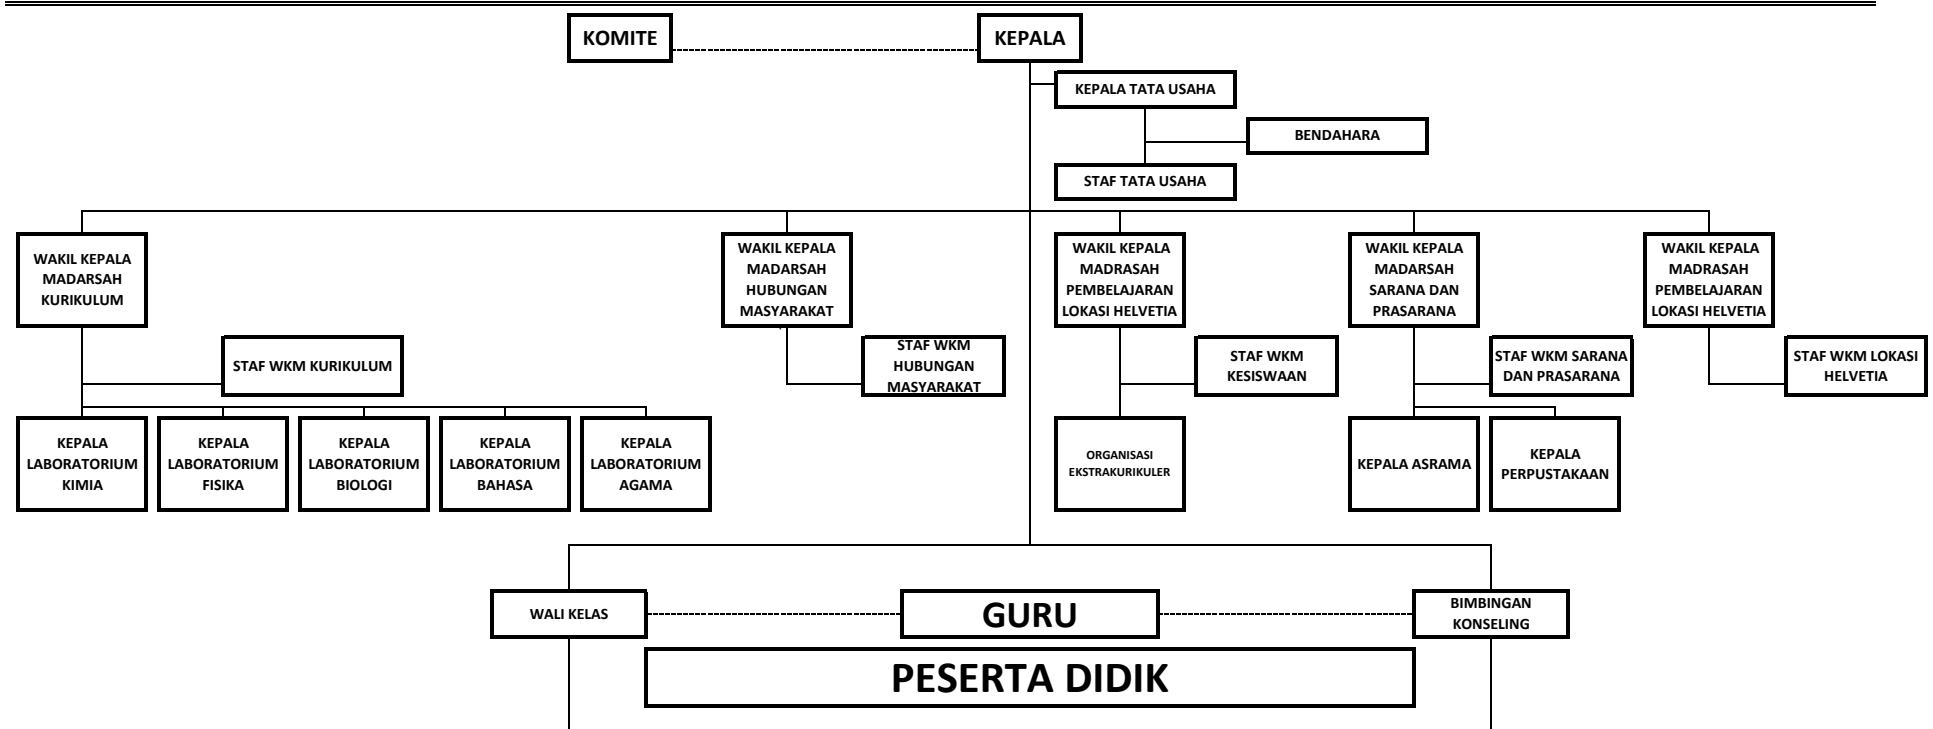 KOMITE
KEPALA
KEPALA TATA USAHA
BENDAHARA
STAF TATA USAHA
WAKIL KEPALA
MADARSAH
KURIKULUM
WAKIL KEPALA
MADARSAH
HUBUNGAN
MASYARAKAT
WAKIL KEPALA
MADRASAH
PEMBELAJARAN
LOKASI HELVETIA
WAKIL KEPALA
MADARSAH
SARANA DAN
PRASARANA
WAKIL KEPALA
MADRASAH
PEMBELAJARAN
LOKASI HELVETIA
STAF WKM KURIKULUM
STAF WKM
HUBUNGAN
MASYARAKAT
STAF WKM
KESISWAAN
STAF WKM SARANA
DAN PRASARANA
STAF WKM LOKASI
HELVETIA
KEPALA
LABORATORIUM
KIMIA
KEPALA
LABORATORIUM
FISIKA
KEPALA
LABORATORIUM
BIOLOGI
KEPALA
LABORATORIUM
BAHASA
KEPALA
LABORATORIUM
AGAMA
ORGANISASI
EKSTRAKURIKULER
KEPALA ASRAMA
KEPALA
PERPUSTAKAAN
WALI KELAS
GURU
BIMBINGAN
KONSELING
PESERTA DIDIK